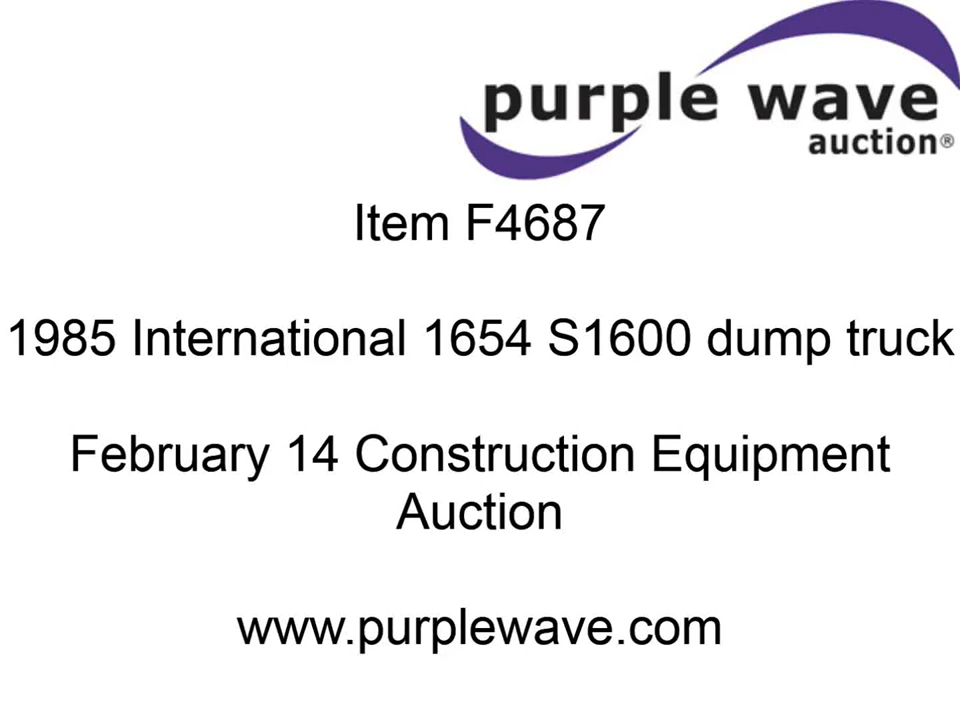 purple wave
auction®
Item F4687
1985 International 1654 S1600 dump truck
February 14 Construction Equipment
Auction
www.purplewave.com